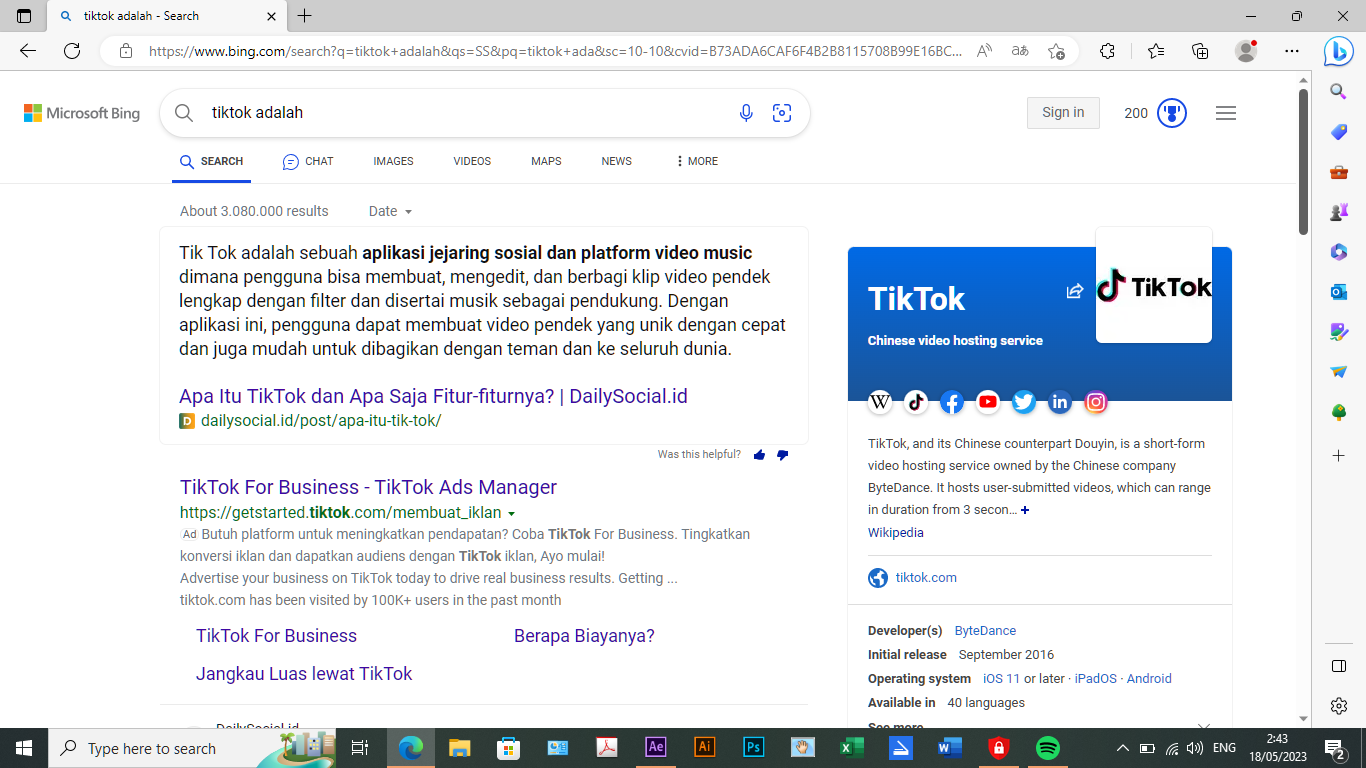 tiktok adalah - Search
https://www.bing.com/search?q=tiktok+adalah&qs=SS&pq=tiktok+ada&sc=10-10&cvid=B73ADA6CAF6F4B2B8115708B99E16BC...
Microsoft Bing
tiktok adalah
Sign in
200
SEARCH
CHAT
IMAGES
VIDEOS
MAPS
NEWS
MORE
About 3.080.000 results
Date
Tik Tok adalah sebuah aplikasi jejaring sosial dan platform video music
dimana pengguna bisa membuat, mengedit, dan berbagi klip video pendek
lengkap dengan filter dan disertai musik sebagai pendukung. Dengan
aplikasi ini, pengguna dapat membuat video pendek yang unik dengan cepat
dan juga mudah untuk dibagikan dengan teman dan ke seluruh dunia.
Apa Itu TikTok dan Apa Saja Fitur-fiturnya? | DailySocial.id
dailysocial.id/post/apa-itu-tik-tok/
Was this helpful?
TikTok For Business - TikTok Ads Manager
https://getstarted.tiktok.com/membuat_iklan
Ad Butuh platform untuk meningkatkan pendapatan? Coba TikTok For Business. Tingkatkan
konversi iklan dan dapatkan audiens dengan TikTok iklan, Ayo mulai!
Advertise your business on TikTok today to drive real business results. Getting ...
tiktok.com has been visited by 100K+ users in the past month
TikTok For Business
Berapa Biayanya?
Jangkau Luas lewat TikTok
DailySocial.id
TikTok
TikTok
Chinese video hosting service
TikTok, and its Chinese counterpart Douyin, is a short-form
video hosting service owned by the Chinese company
ByteDance. It hosts user-submitted videos, which can range
in duration from 3 secon… +
Wikipedia
tiktok.com
Developer(s) ByteDance
Initial release September 2016
Operating system iOS 11 or later · iPadOS · Android
Available in 40 languages
See more
Type here to search
ENG
2:43
18/05/2023
2